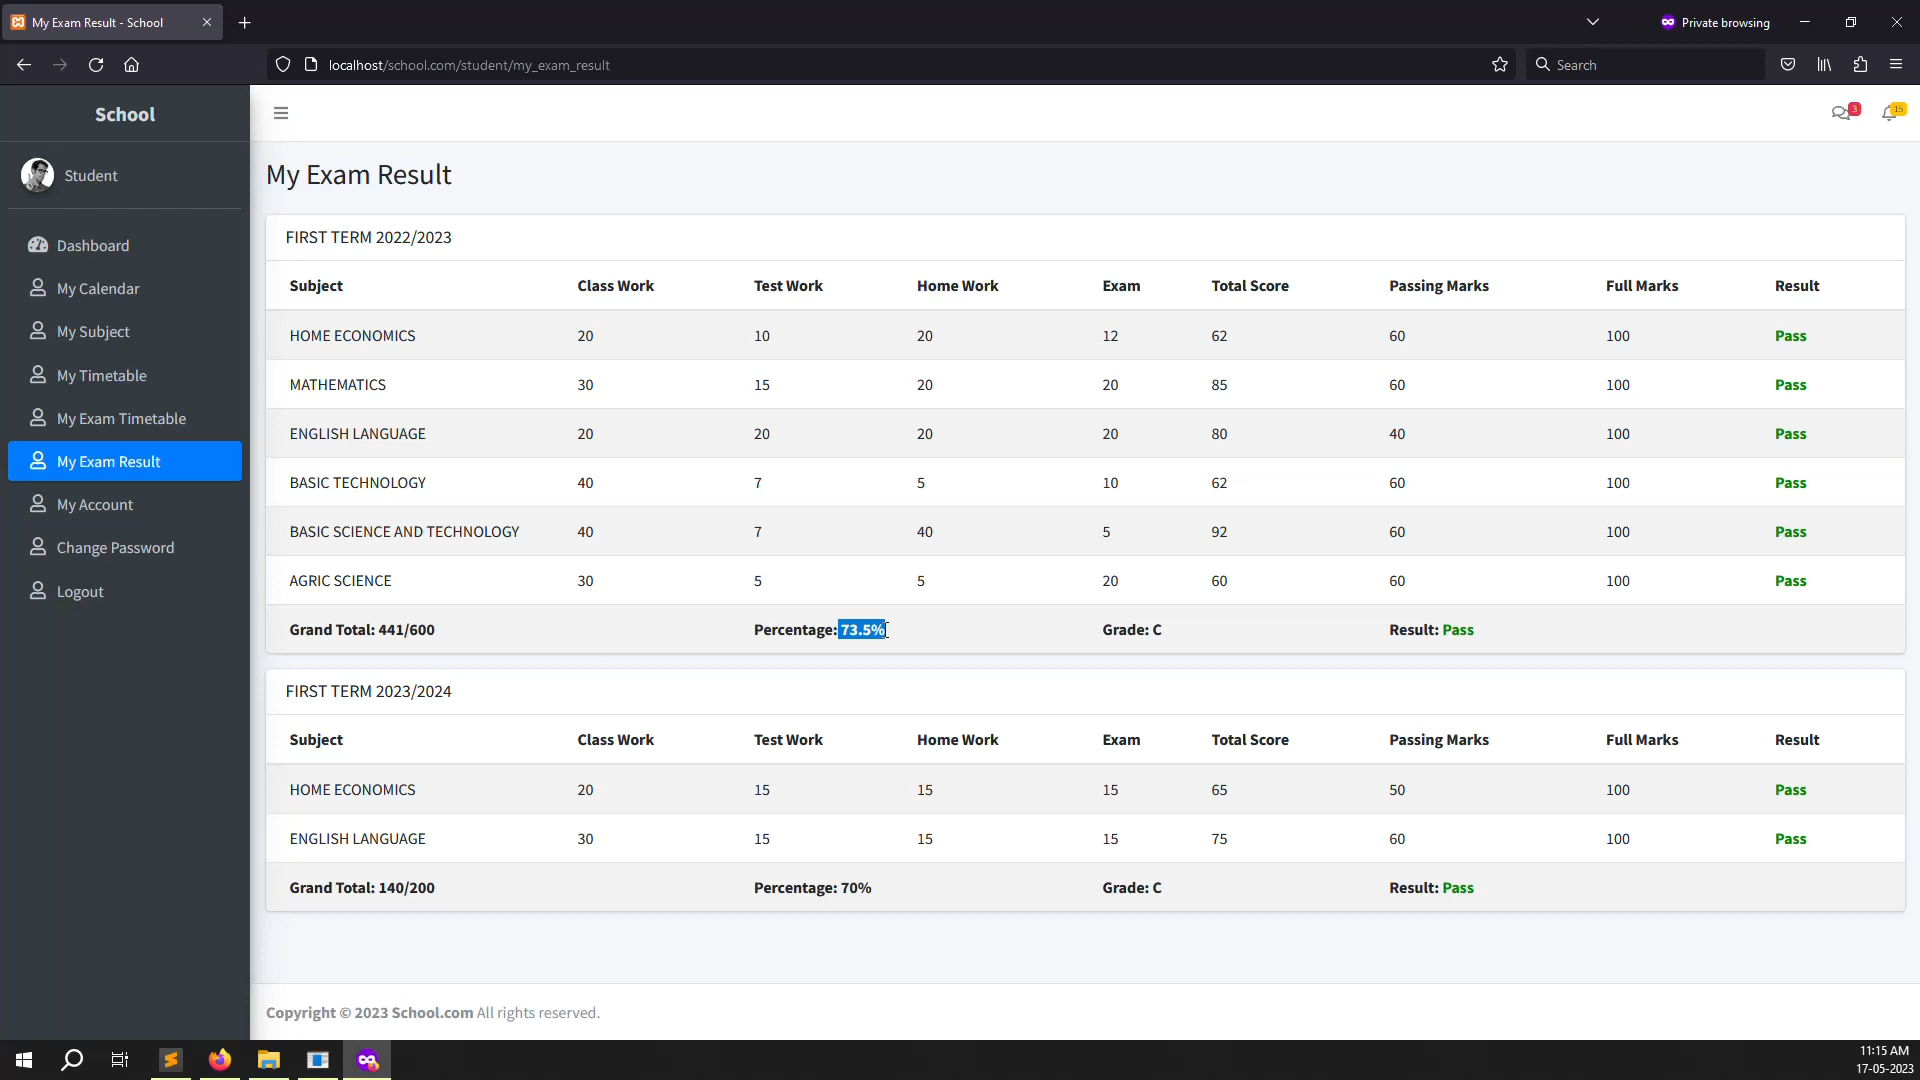 My Exam Result - School
Private browsing
localhost/school.com/student/my_exam_result
Search
School
3
15
Student
Dashboard
My Calendar
My Subject
My Timetable
My Exam Timetable
My Exam Result
My Account
Change Password
Logout
My Exam Result
FIRST TERM 2022/2023
Subject Class Work Test Work Home Work Exam Total Score Passing Marks Full Marks Result
HOME ECONOMICS 20 10 20 12 62 60 100 Pass
MATHEMATICS 30 15 20 20 85 60 100 Pass
ENGLISH LANGUAGE 20 20 20 20 80 40 100 Pass
BASIC TECHNOLOGY 40 7 5 10 62 60 100 Pass
BASIC SCIENCE AND TECHNOLOGY 40 7 40 5 92 60 100 Pass
AGRIC SCIENCE 30 5 5 20 60 60 100 Pass
Grand Total: 441/600 Percentage: 73.5% Grade: C Result: Pass
FIRST TERM 2023/2024
Subject Class Work Test Work Home Work Exam Total Score Passing Marks Full Marks Result
HOME ECONOMICS 20 15 15 15 65 50 100 Pass
ENGLISH LANGUAGE 30 15 15 15 75 60 100 Pass
Grand Total: 140/200 Percentage: 70% Grade: C Result: Pass
Copyright © 2023 School.com All rights reserved.
11:15 AM
17-05-2023